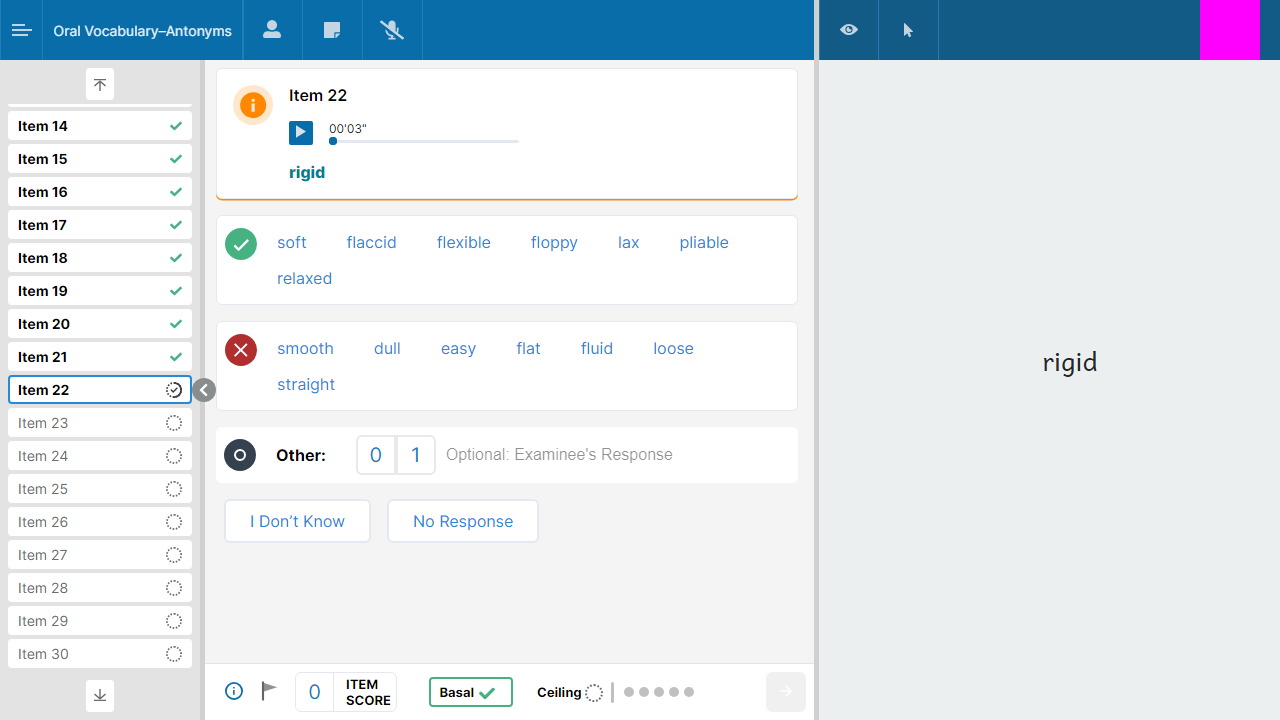 Oral Vocabulary–Antonyms
Item 14
Item 15
Item 16
Item 17
Item 18
Item 19
Item 20
Item 21
Item 22
Item 23
Item 24
Item 25
Item 26
Item 27
Item 28
Item 29
Item 30
Item 22
00'03"
rigid
soft flaccid flexible floppy lax pliable
relaxed
smooth dull easy flat fluid loose
straight
Other: 0 1 Optional: Examinee's Response
I Don’t Know No Response
0 ITEM
SCORE
Basal
Ceiling
rigid